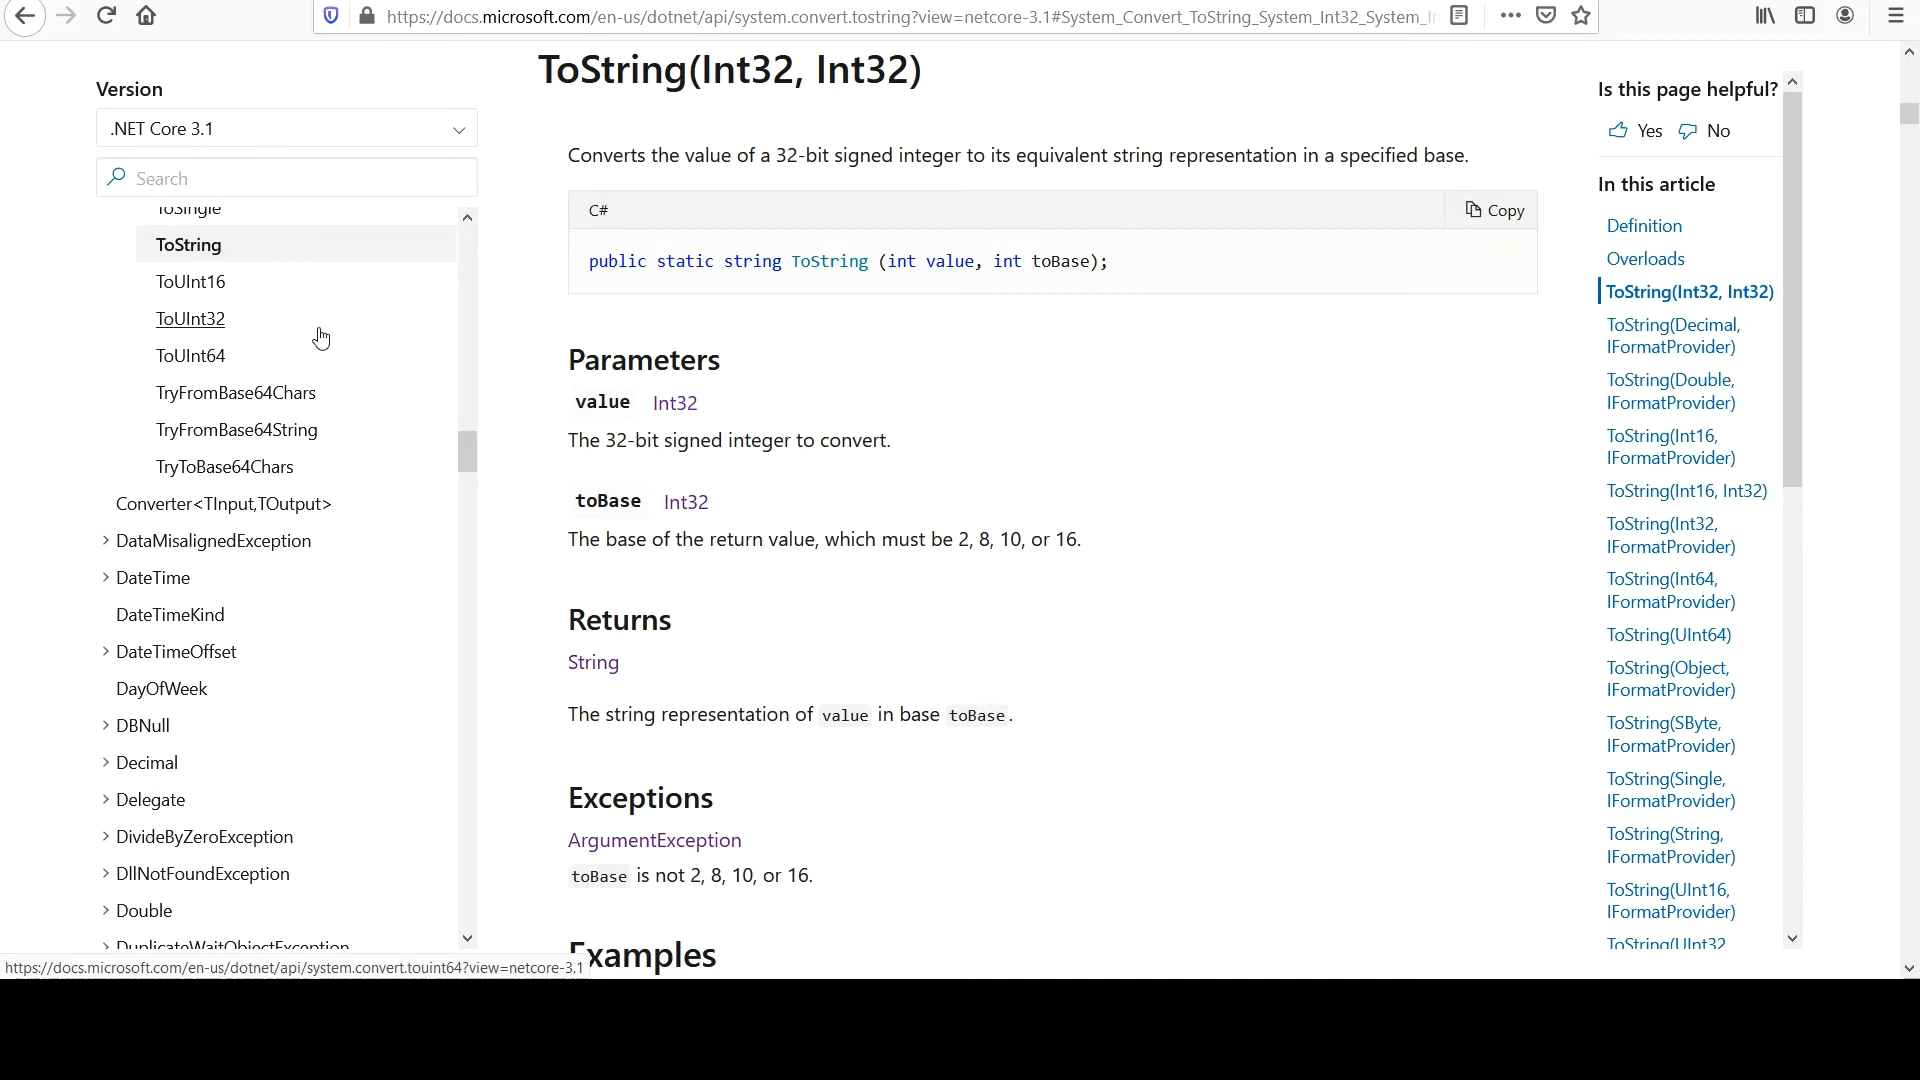 https://docs.microsoft.com/en-us/dotnet/api/system.convert.tostring?view=netcore-3.1#System_Convert_ToString_System_Int32_System_In
ToString(Int32, Int32)
Version
.NET Core 3.1
Search
ToSingle
ToString
ToUInt16
ToUInt32
ToUInt64
TryFromBase64Chars
TryFromBase64String
TryToBase64Chars
Converter<TInput,TOutput>
DataMisalignedException
DateTime
DateTimeKind
DateTimeOffset
DayOfWeek
DBNull
Decimal
Delegate
DivideByZeroException
DllNotFoundException
Double
DuplicateWaitObjectException
https://docs.microsoft.com/en-us/dotnet/api/system.convert.touint64?view=netcore-3.1
Converts the value of a 32-bit signed integer to its equivalent string representation in a specified base.
C#
Copy
public static string ToString (int value, int toBase);
Parameters
value Int32
The 32-bit signed integer to convert.
toBase Int32
The base of the return value, which must be 2, 8, 10, or 16.
Returns
String
The string representation of value in base toBase.
Exceptions
ArgumentException
toBase is not 2, 8, 10, or 16.
Examples
Is this page helpful?
Yes No
In this article
Definition
Overloads
ToString(Int32, Int32)
ToString(Decimal,
IFormatProvider)
ToString(Double,
IFormatProvider)
ToString(Int16,
IFormatProvider)
ToString(Int16, Int32)
ToString(Int32,
IFormatProvider)
ToString(Int64,
IFormatProvider)
ToString(UInt64)
ToString(Object,
IFormatProvider)
ToString(SByte,
IFormatProvider)
ToString(Single,
IFormatProvider)
ToString(String,
IFormatProvider)
ToString(UInt16,
IFormatProvider)
ToString(UInt32